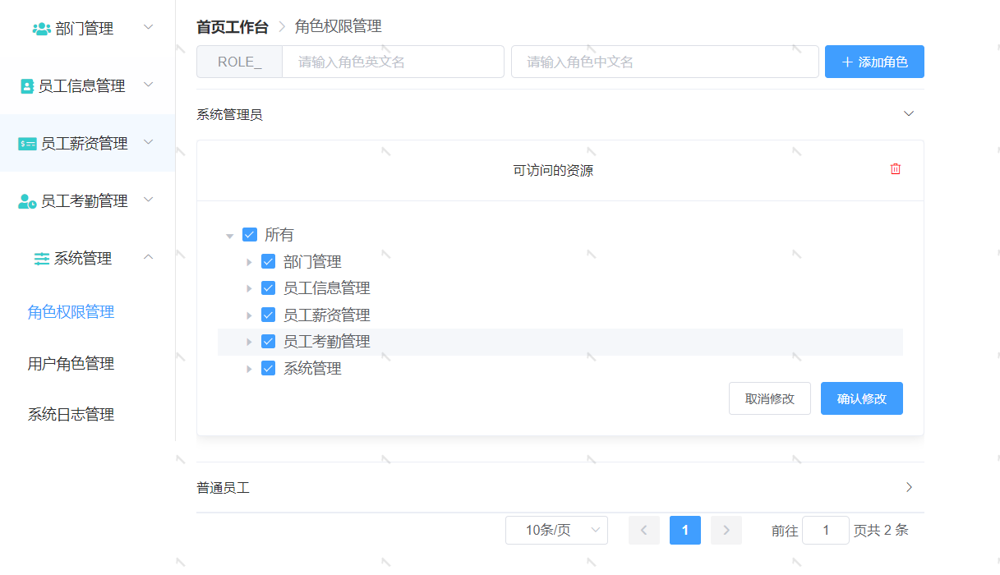 部门管理
员工信息管理
员工薪资管理
员工考勤管理
系统管理
角色权限管理
用户角色管理
系统日志管理
首页工作台 > 角色权限管理
ROLE_ 请输入角色英文名 请输入角色中文名 + 添加角色
系统管理员
可访问的资源
所有
部门管理
员工信息管理
员工薪资管理
员工考勤管理
系统管理
取消修改 确认修改
普通员工
10条/页 < 1 > 前往 1 页共 2 条